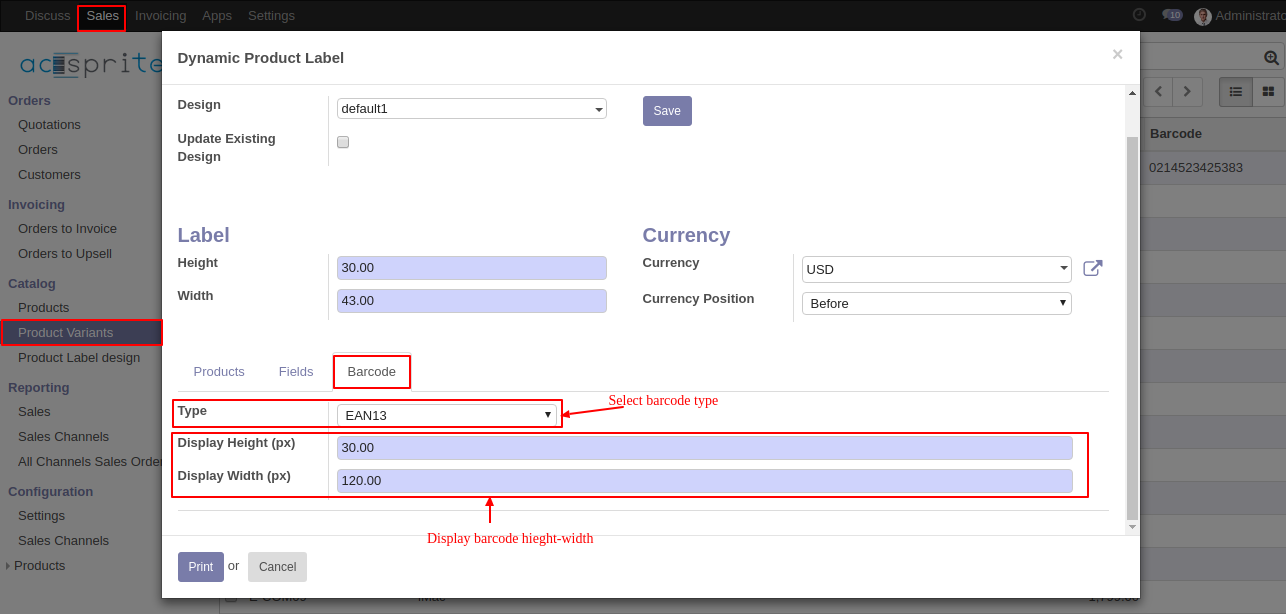 Discuss Sales Invoicing Apps Settings 10 Administrato
acsprite
Dynamic Product Label ×
Orders
Quotations
Orders
Customers
Invoicing
Orders to Invoice
Orders to Upsell
Catalog
Products
Product Variants
Product Label design
Reporting
Sales
Sales Channels
All Channels Sales Order
Configuration
Settings
Sales Channels
Products
Design default1 Save
Update Existing
Design
Label
Height 30.00
Width 43.00
Currency
Currency USD
Currency Position Before
Products Fields Barcode
Type EAN13
Select barcode type
Display Height (px) 30.00
Display Width (px) 120.00
Display barcode hieght-width
Print or Cancel
Barcode
0214523425383